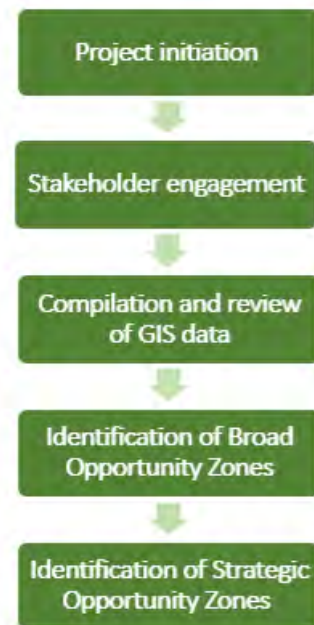 Project initiation
Stakeholder engagement
Compilation and review
of GIS data
Identification of Broad
Opportunity Zones
Identification of Strategic
Opportunity Zones